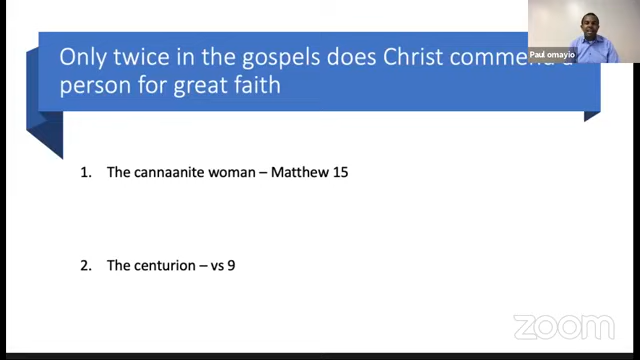 Only twice in the gospels does Christ commend a
person for great faith
Paul omayio
1. The cannaanite woman – Matthew 15
2. The centurion – vs 9
zoom